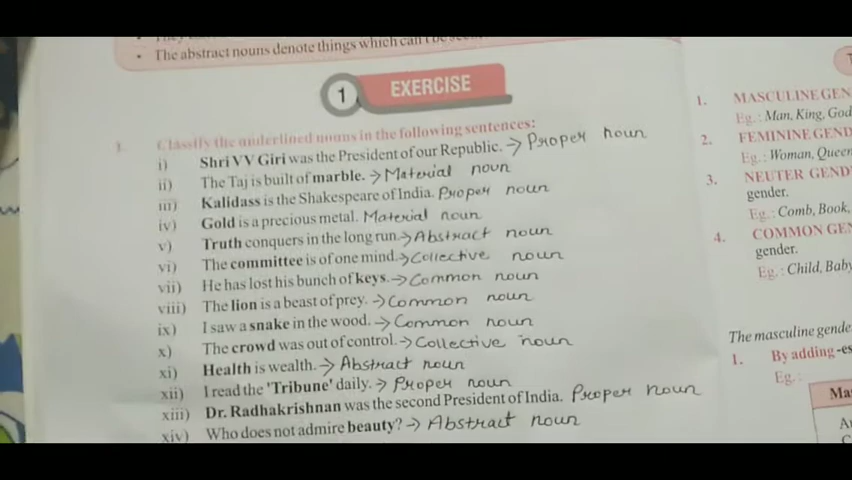 • The abstract nouns denote things which can't be
1 EXERCISE
1. Classify the underlined nouns in the following sentences:
i) Shri VV Giri was the President of our Republic. → Proper noun
ii) The Taj is built of marble. → Material noun
iii) Kalidass is the Shakespeare of India. Proper noun
iv) Gold is a precious metal. Material noun
v) Truth conquers in the long run. → Abstract noun
vi) The committee is of one mind. → Collective noun
vii) He has lost his bunch of keys. → Common noun
viii) The lion is a beast of prey. → Common noun
ix) I saw a snake in the wood. → Common noun
x) The crowd was out of control. → Collective noun
xi) Health is wealth. → Abstract noun
xii) I read the 'Tribune' daily. → Proper noun
xiii) Dr. Radhakrishnan was the second President of India. Proper noun
xiv) Who does not admire beauty? → Abstract noun
1. MASCULINE GEN
Eg.: Man, King, God
2. FEMININE GEND
Eg.: Woman, Queen
3. NEUTER GEND
gender.
Eg.: Comb, Book,
4. COMMON GEN
gender.
Eg.: Child, Baby
The masculine gende
1. By adding -es
Eg.:
Mas